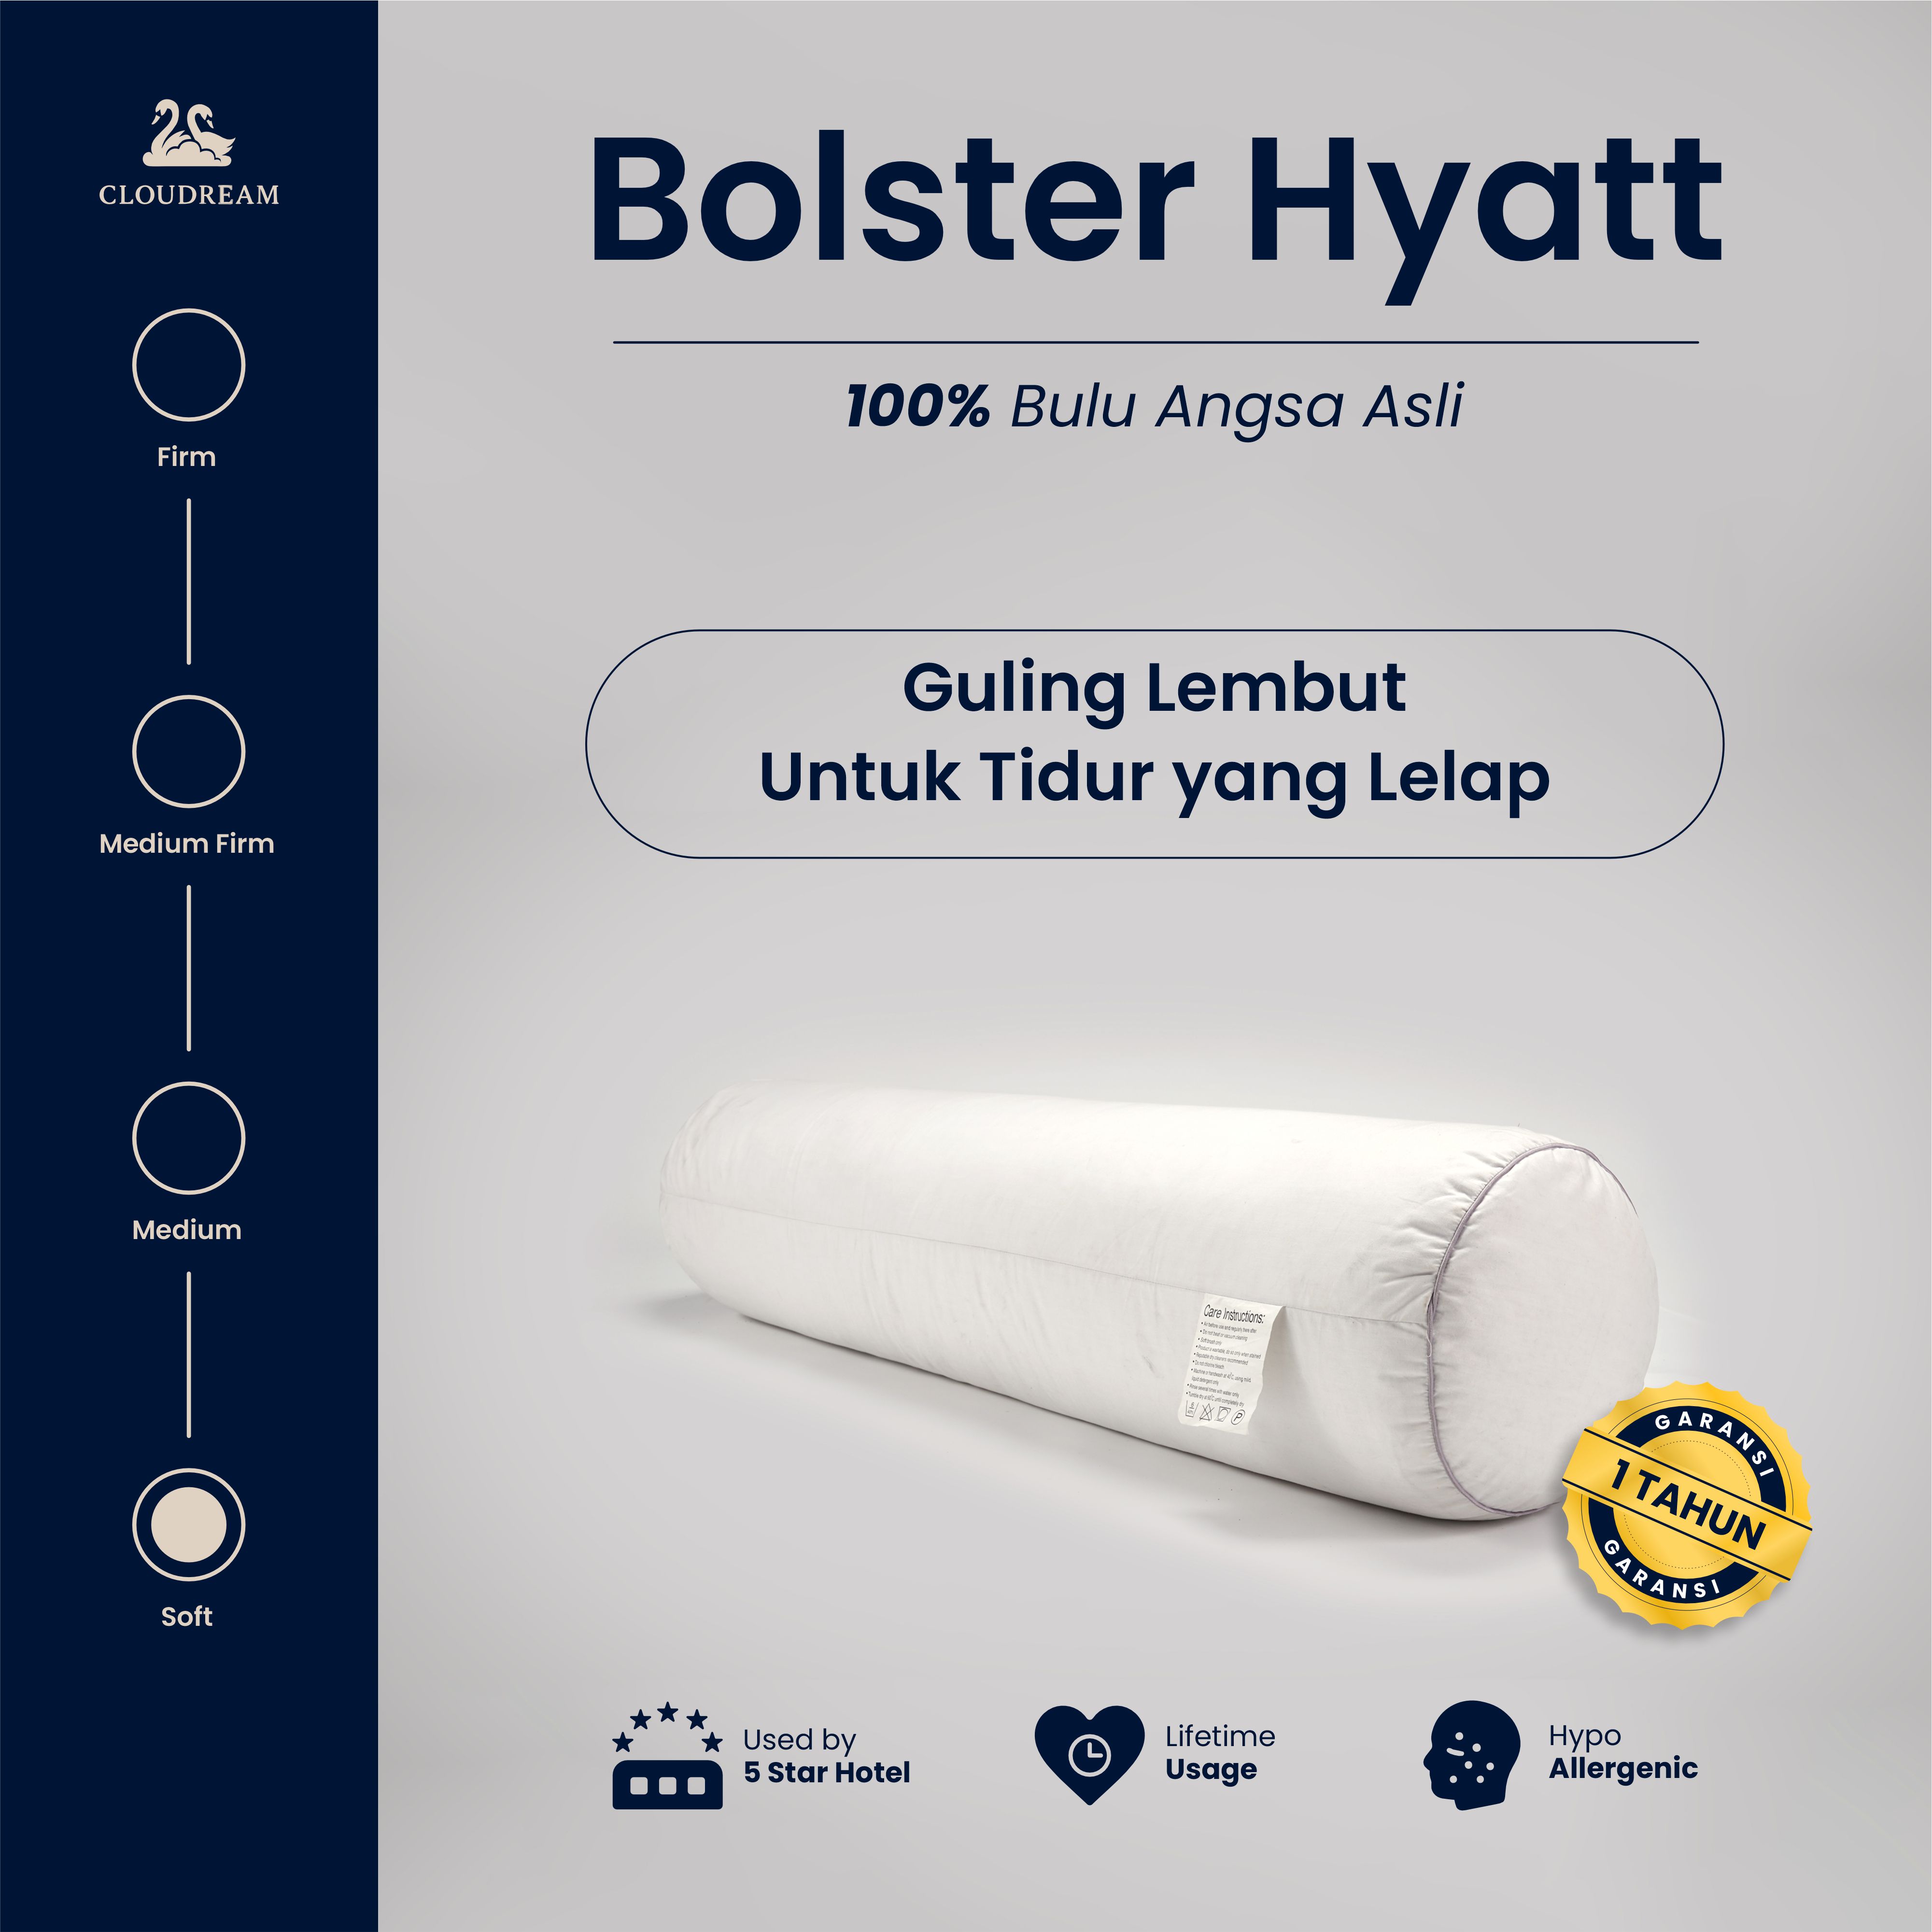 CLOUDREAM
Firm
Medium Firm
Medium
Soft
Bolster Hyatt
100% Bulu Angsa Asli
Guling Lembut
Untuk Tidur yang Lelap
Care Instructions:
GARANSI
1 TAHUN
GARANSI
Used by
5 Star Hotel
Lifetime
Usage
Hypo
Allergenic